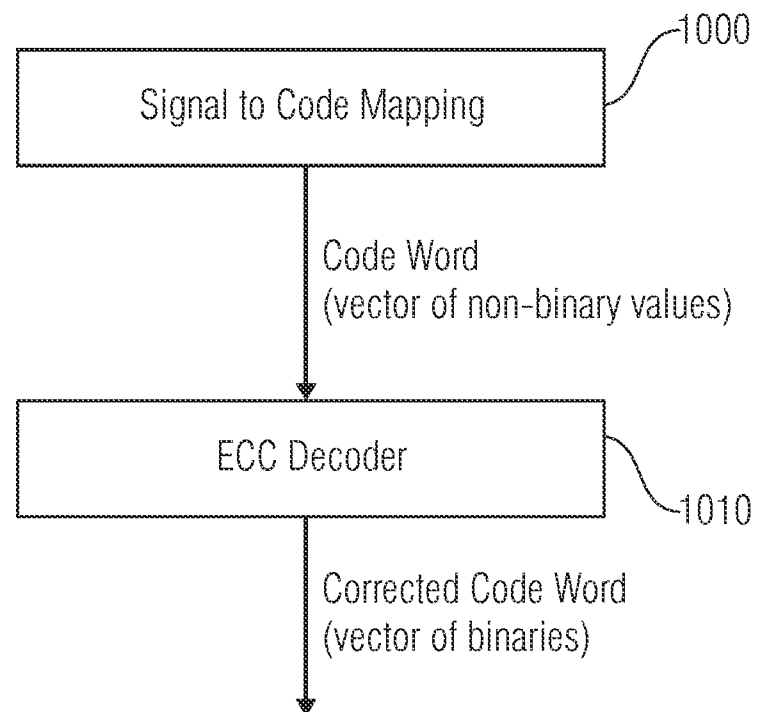 1000
Signal to Code Mapping
Code Word
(vector of non-binary values)
ECC Decoder
1010
Corrected Code Word
(vector of binaries)